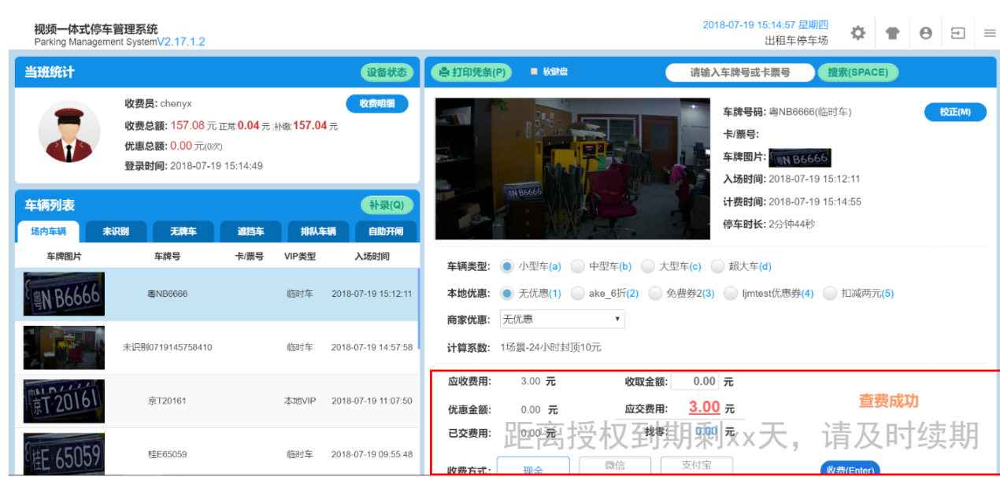 视频一体式停车管理系统
Parking Management SystemV2.17.1.2
2018-07-19 15:14:57 星期四
出租车停车场
当班统计
设备状态
收费员: chenyx
收费明细
收费总额: 157.08 元 正常:0.04 元 ;补缴:157.04 元
优惠总额: 0.00 元(0次)
登录时间: 2018-07-19 15:14:49
车辆列表
补录(Q)
场内车辆 未识别 无牌车 遮挡车 排队车辆 自助开闸
车牌图片 车牌号 卡/票号 VIP类型 入场时间
粤N B6666 粤NB6666 临时车 2018-07-19 15:12:11
未识别0719145758410 临时车 2018-07-19 14:57:58
京T 20161 京T20161 本地VIP 2018-07-19 11:07:50
桂E 65059 桂E65059 临时车 2018-07-19 09:55:48
打印凭条(P) 软键盘 请输入车牌号或卡票号 搜索(SPACE)
粤N B6666
车牌号码: 粤NB6666(临时车)
校正(M)
卡/票号:
车牌图片: 粤N B6666
入场时间: 2018-07-19 15:12:11
计费时间: 2018-07-19 15:14:55
停车时长: 2分钟44秒
车辆类型: 小型车(a) 中型车(b) 大型车(c) 超大车(d)
本地优惠: 无优惠(1) ake_6折(2) 免费券2(3) ljmtest优惠券(4) 扣减两元(5)
商家优惠: 无优惠
计算系数: 1场景-24小时封顶10元
应收费用: 3.00 元 收取金额: 0.00 元
查费成功
优惠金额: 0.00 元 应交费用: 3.00 元
已交费用: 0.00 元 找零: 0.00 元
距离授权到期剩xx天，请及时续期
收费方式: 现金 微信 支付宝 收费(Enter)